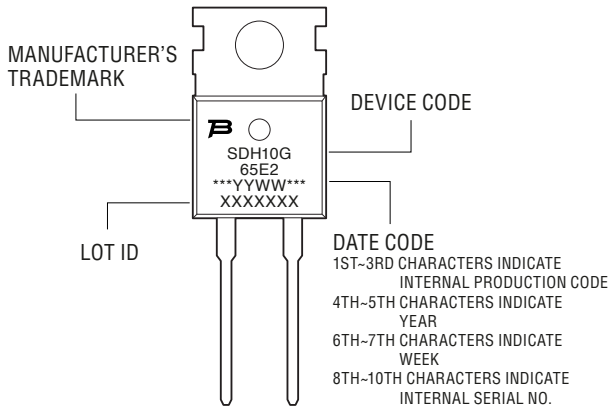 MANUFACTURER'S
TRADEMARK
DEVICE CODE
SDH10G
65E2
***YYWW***
XXXXXXX
LOT ID
DATE CODE
1ST~3RD CHARACTERS INDICATE
INTERNAL PRODUCTION CODE
4TH~5TH CHARACTERS INDICATE
YEAR
6TH~7TH CHARACTERS INDICATE
WEEK
8TH~10TH CHARACTERS INDICATE
INTERNAL SERIAL NO.